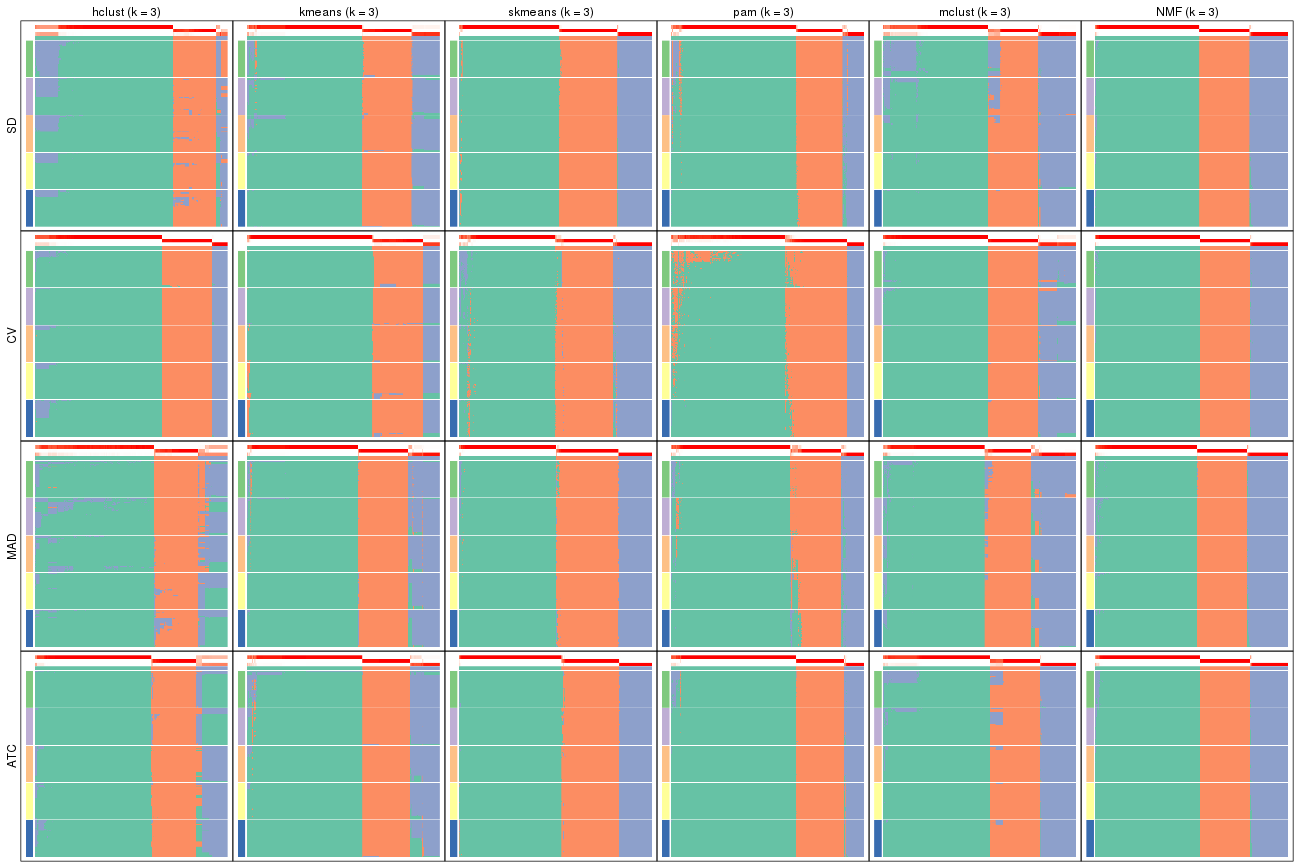 hclust (k = 3) kmeans (k = 3) skmeans (k = 3) pam (k = 3) mclust (k = 3) NMF (k = 3)
SD
CV
MAD
ATC